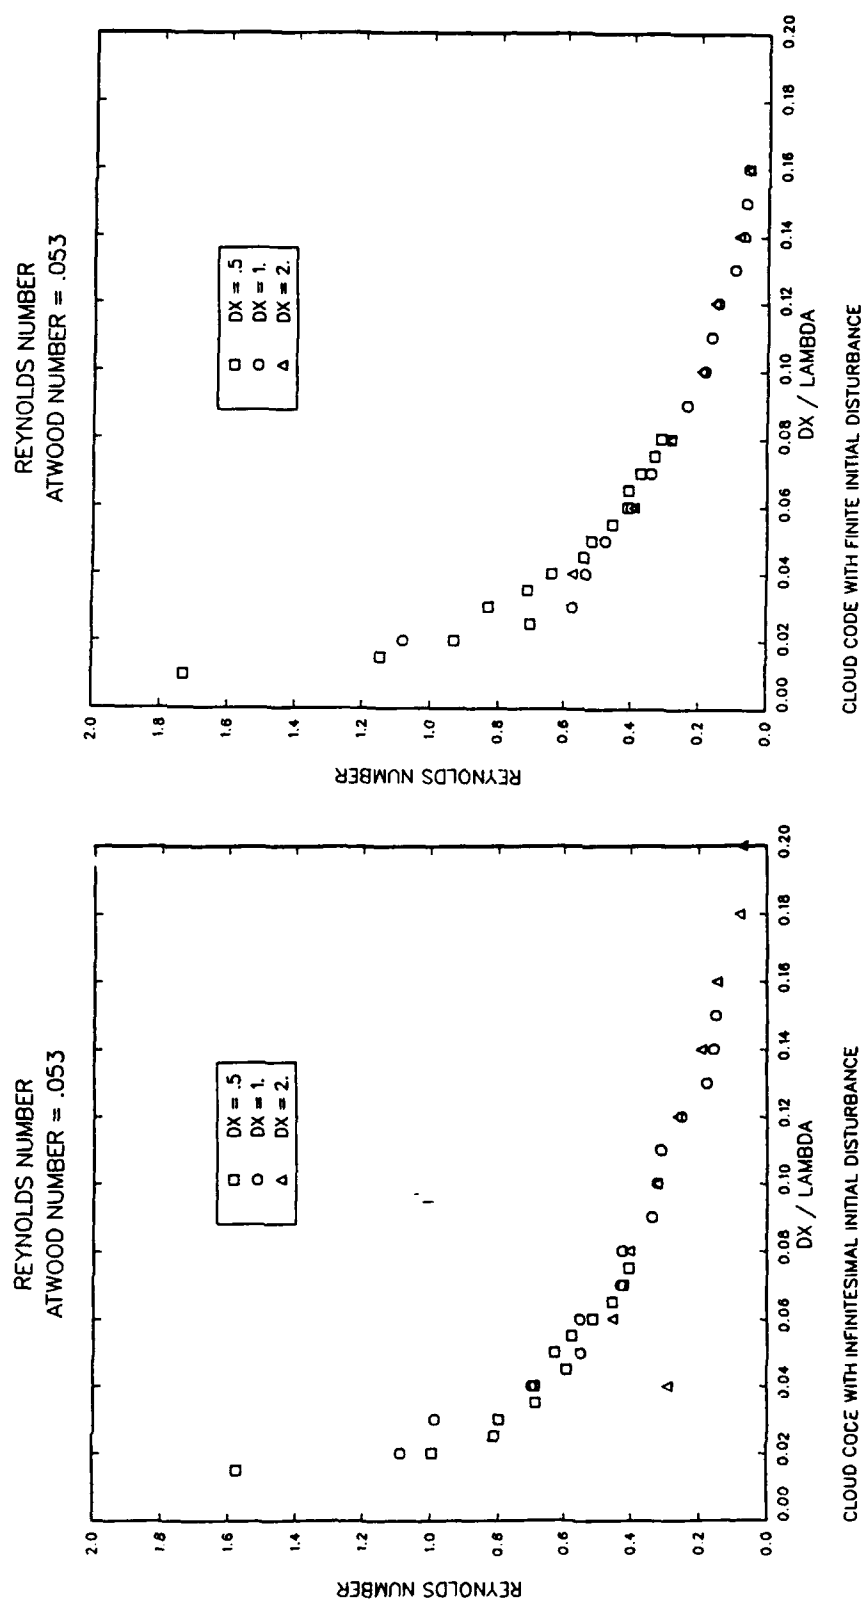 REYNOLDS NUMBER
ATWOOD NUMBER = .053
DX = .5
DX = 1.
DX = 2.
REYNOLDS NUMBER
2.0
1.8
1.6
1.4
1.2
1.0
0.8
0.6
0.4
0.2
0.0
0.00
0.02
0.04
0.06
0.08
0.10
0.12
0.14
0.16
0.18
0.20
DX / LAMBDA
CLOUD COCE WITH INFINITESIMAL INITIAL DISTURBANCE
REYNOLDS NUMBER
ATWOOD NUMBER = .053
DX = .5
DX = 1.
DX = 2.
REYNOLDS NUMBER
2.0
1.8
1.6
1.4
1.2
1.0
0.8
0.6
0.4
0.2
0.0
0.00
0.02
0.04
0.06
0.08
0.10
0.12
0.14
0.16
0.18
0.20
DX / LAMBDA
CLOUD CODE WITH FINITE INITIAL DISTURBANCE